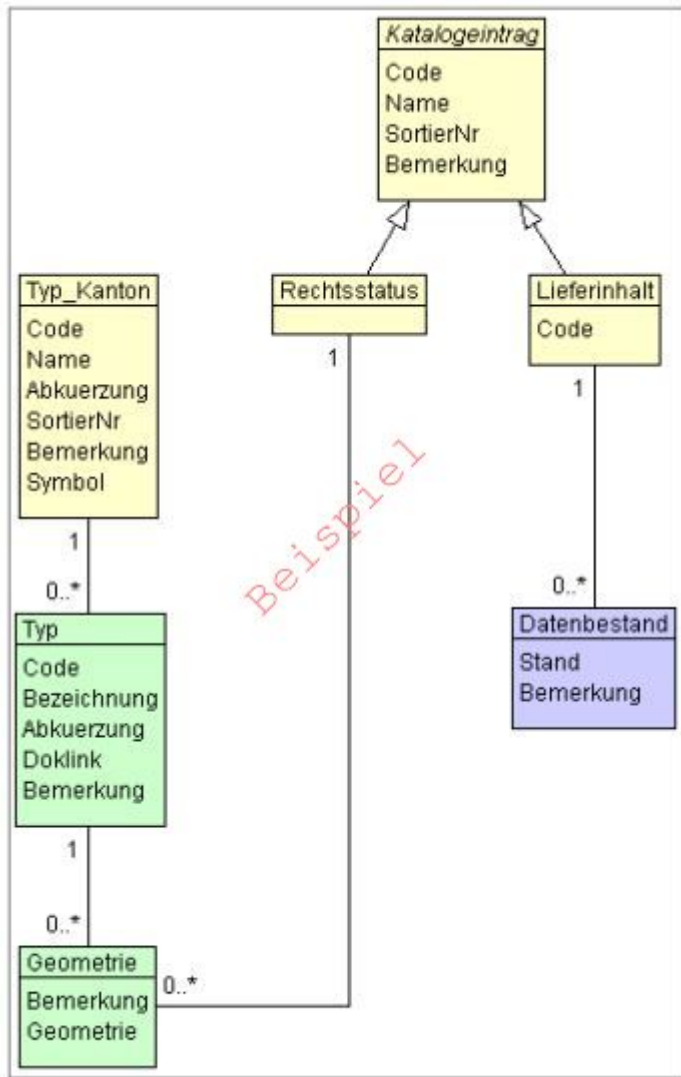 Katalogeintrag
Code
Name
SortierNr
Bemerkung
Typ_Kanton
Code
Name
Abkuerzung
SortierNr
Bemerkung
Symbol
Rechtsstatus
Lieferinhalt
Code
1
1
1
0..*
Beispiel
0..*
Typ
Code
Bezeichnung
Abkuerzung
Doklink
Bemerkung
Datenbestand
Stand
Bemerkung
1
0..*
Geometrie
Bemerkung
Geometrie
0..*